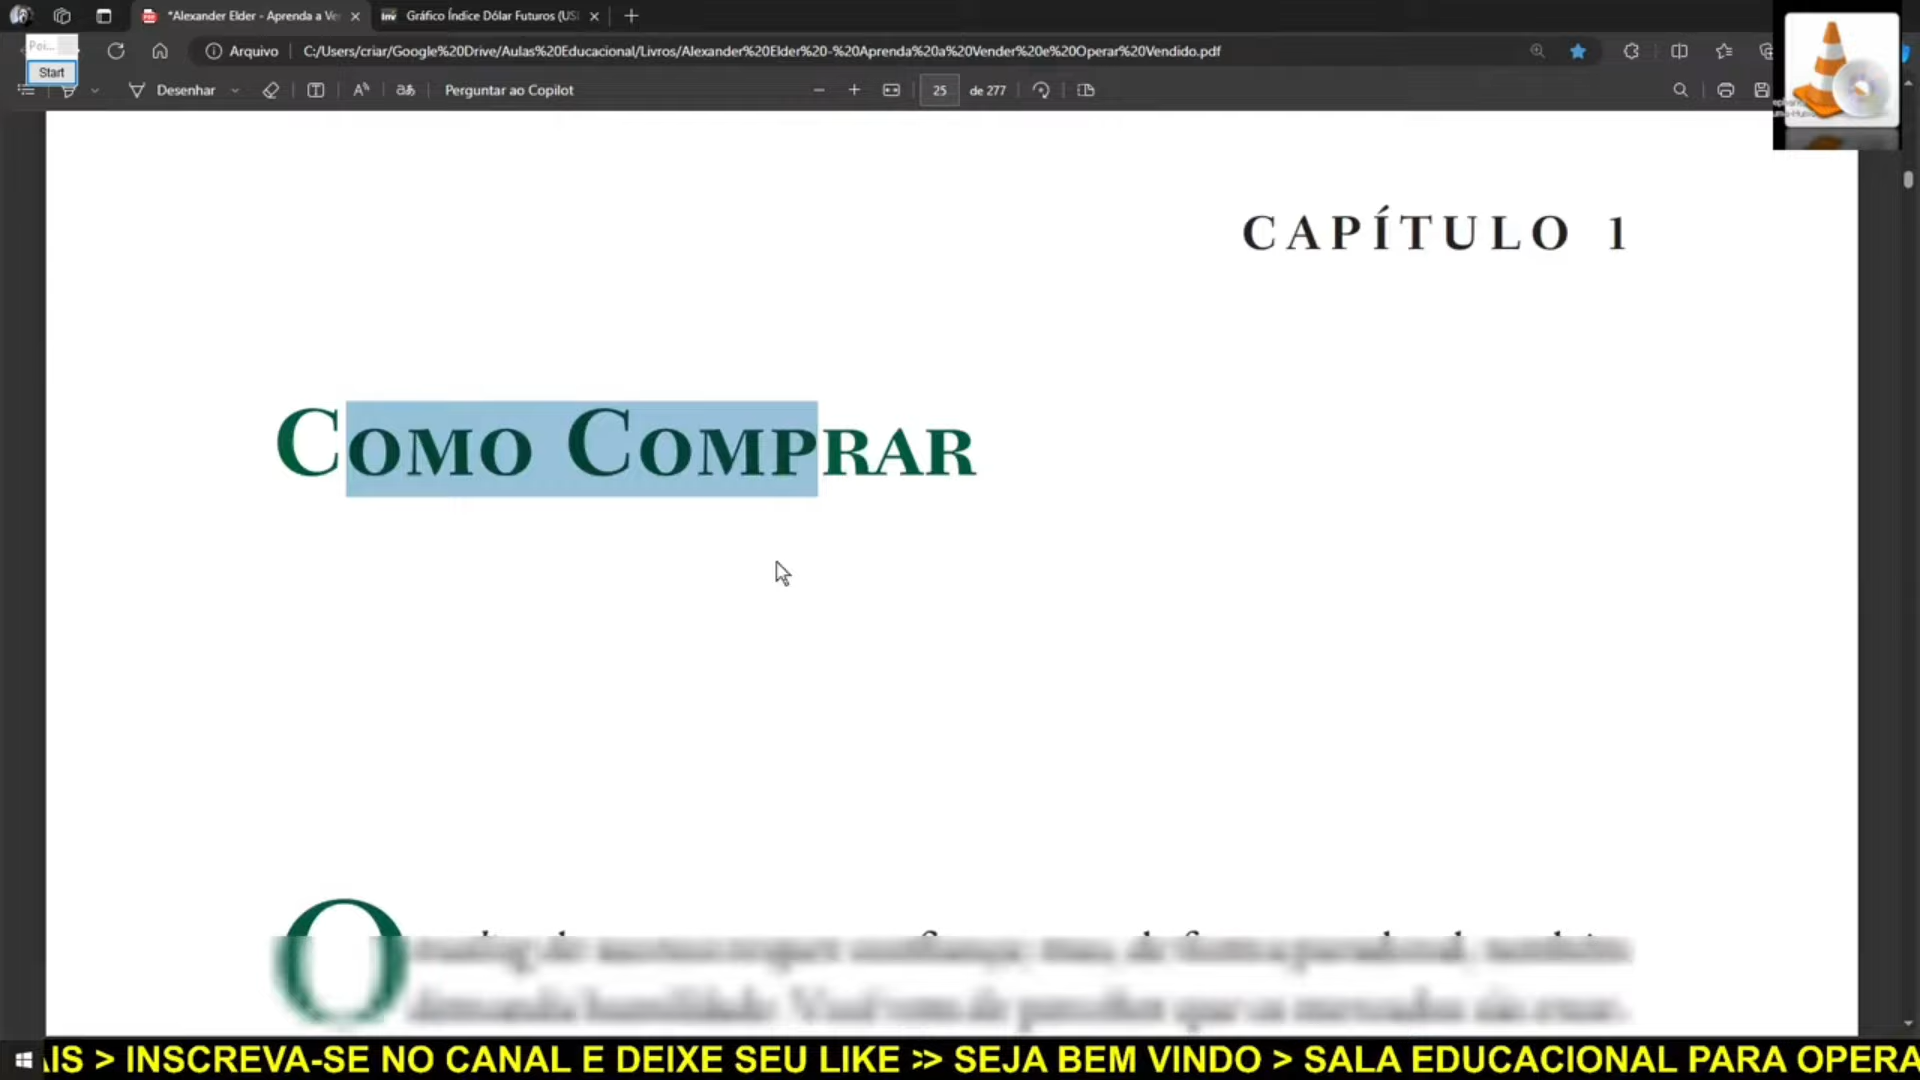 *Alexander Elder - Aprenda a Ve
Gráfico Índice Dólar Futuros (US
Poi...
Start
Arquivo
C:/Users/criar/Google%20Drive/Aulas%20Educacional/Livros/Alexander%20Elder%20-%20Aprenda%20a%20Vender%20e%20Operar%20Vendido.pdf
Desenhar
Perguntar ao Copilot
25 de 277
CAPÍTULO 1
COMO COMPRAR
O
AIS > INSCREVA-SE NO CANAL E DEIXE SEU LIKE >> SEJA BEM VINDO > SALA EDUCACIONAL PARA OPERA